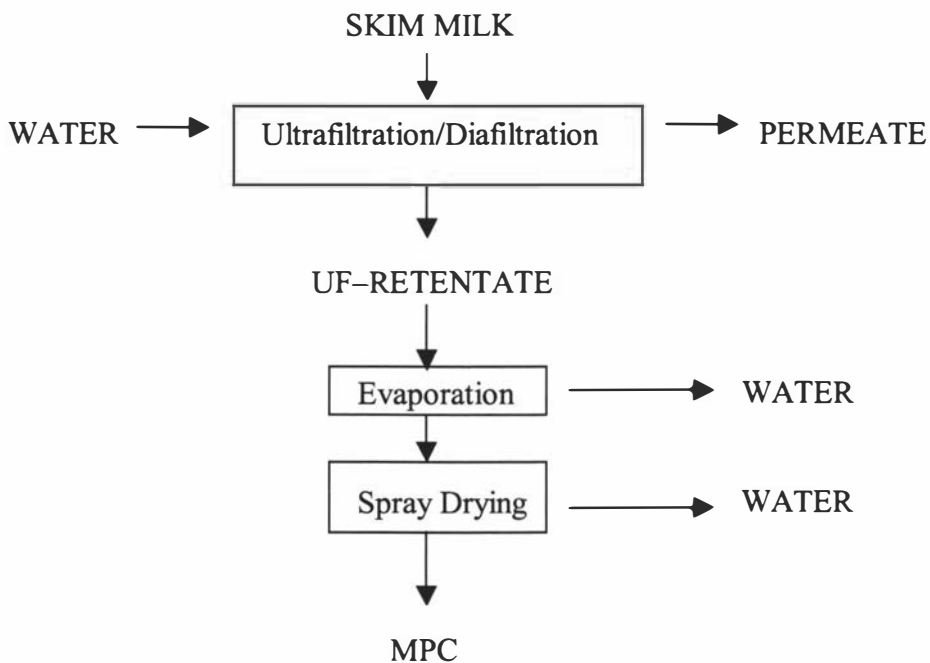 SKIM MILK
WATER
Ultrafiltration/Diafiltration
PERMEATE
UF–RETENTATE
Evaporation
WATER
Spray Drying
WATER
MPC